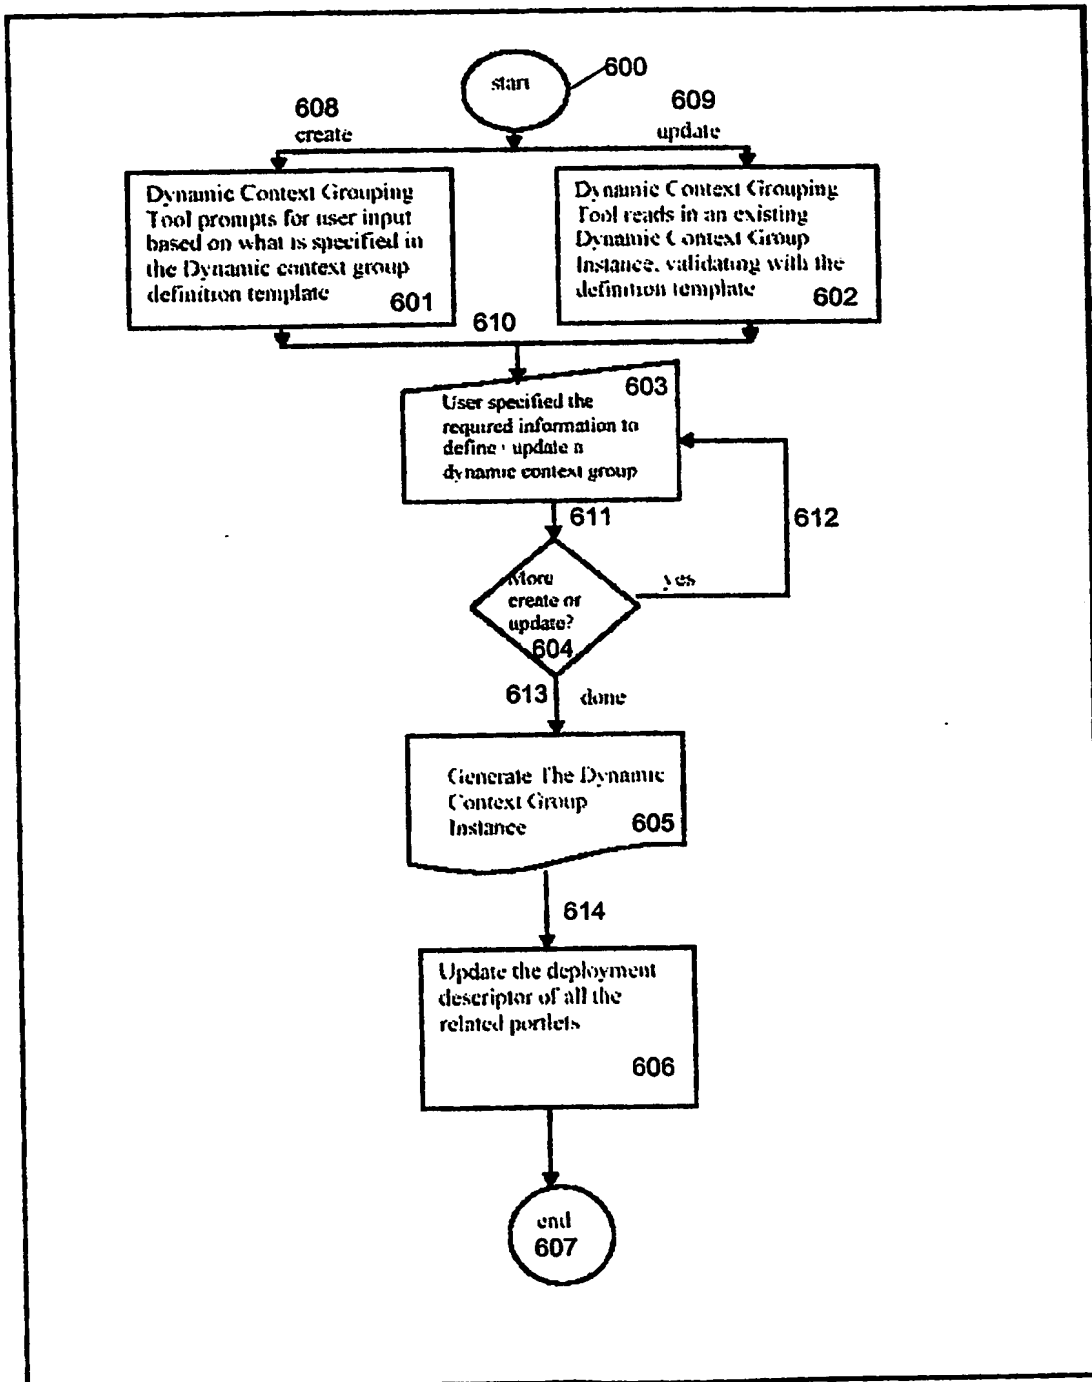 start
600
608
create
609
update
Dynamic Context Grouping
Tool prompts for user input
based on what is specified in
the Dynamic context group
definition template
601
Dynamic Context Grouping
Tool reads in an existing
Dynamic Context Group
Instance, validating with the
definition template
602
610
603
User specified the
required information to
define update a
dynamic context group
611
612
More
create or
update?
604
yes
613
done
Generate The Dynamic
Context Group
Instance
605
614
Update the deployment
descriptor of all the
related portlets
606
end
607